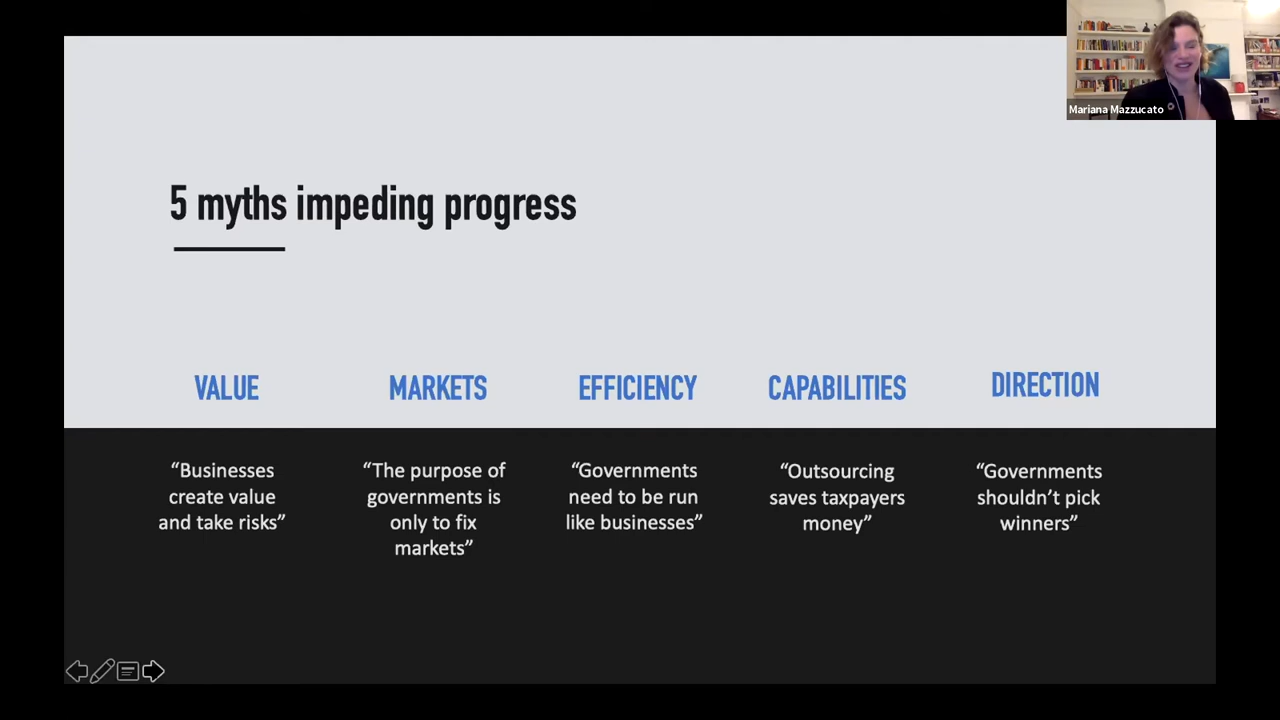 Mariana Mazzucato
5 myths impeding progress
VALUE
“Businesses
create value
and take risks”
MARKETS
“The purpose of
governments is
only to fix
markets”
EFFICIENCY
“Governments
need to be run
like businesses”
CAPABILITIES
“Outsourcing
saves taxpayers
money”
DIRECTION
“Governments
shouldn’t pick
winners”